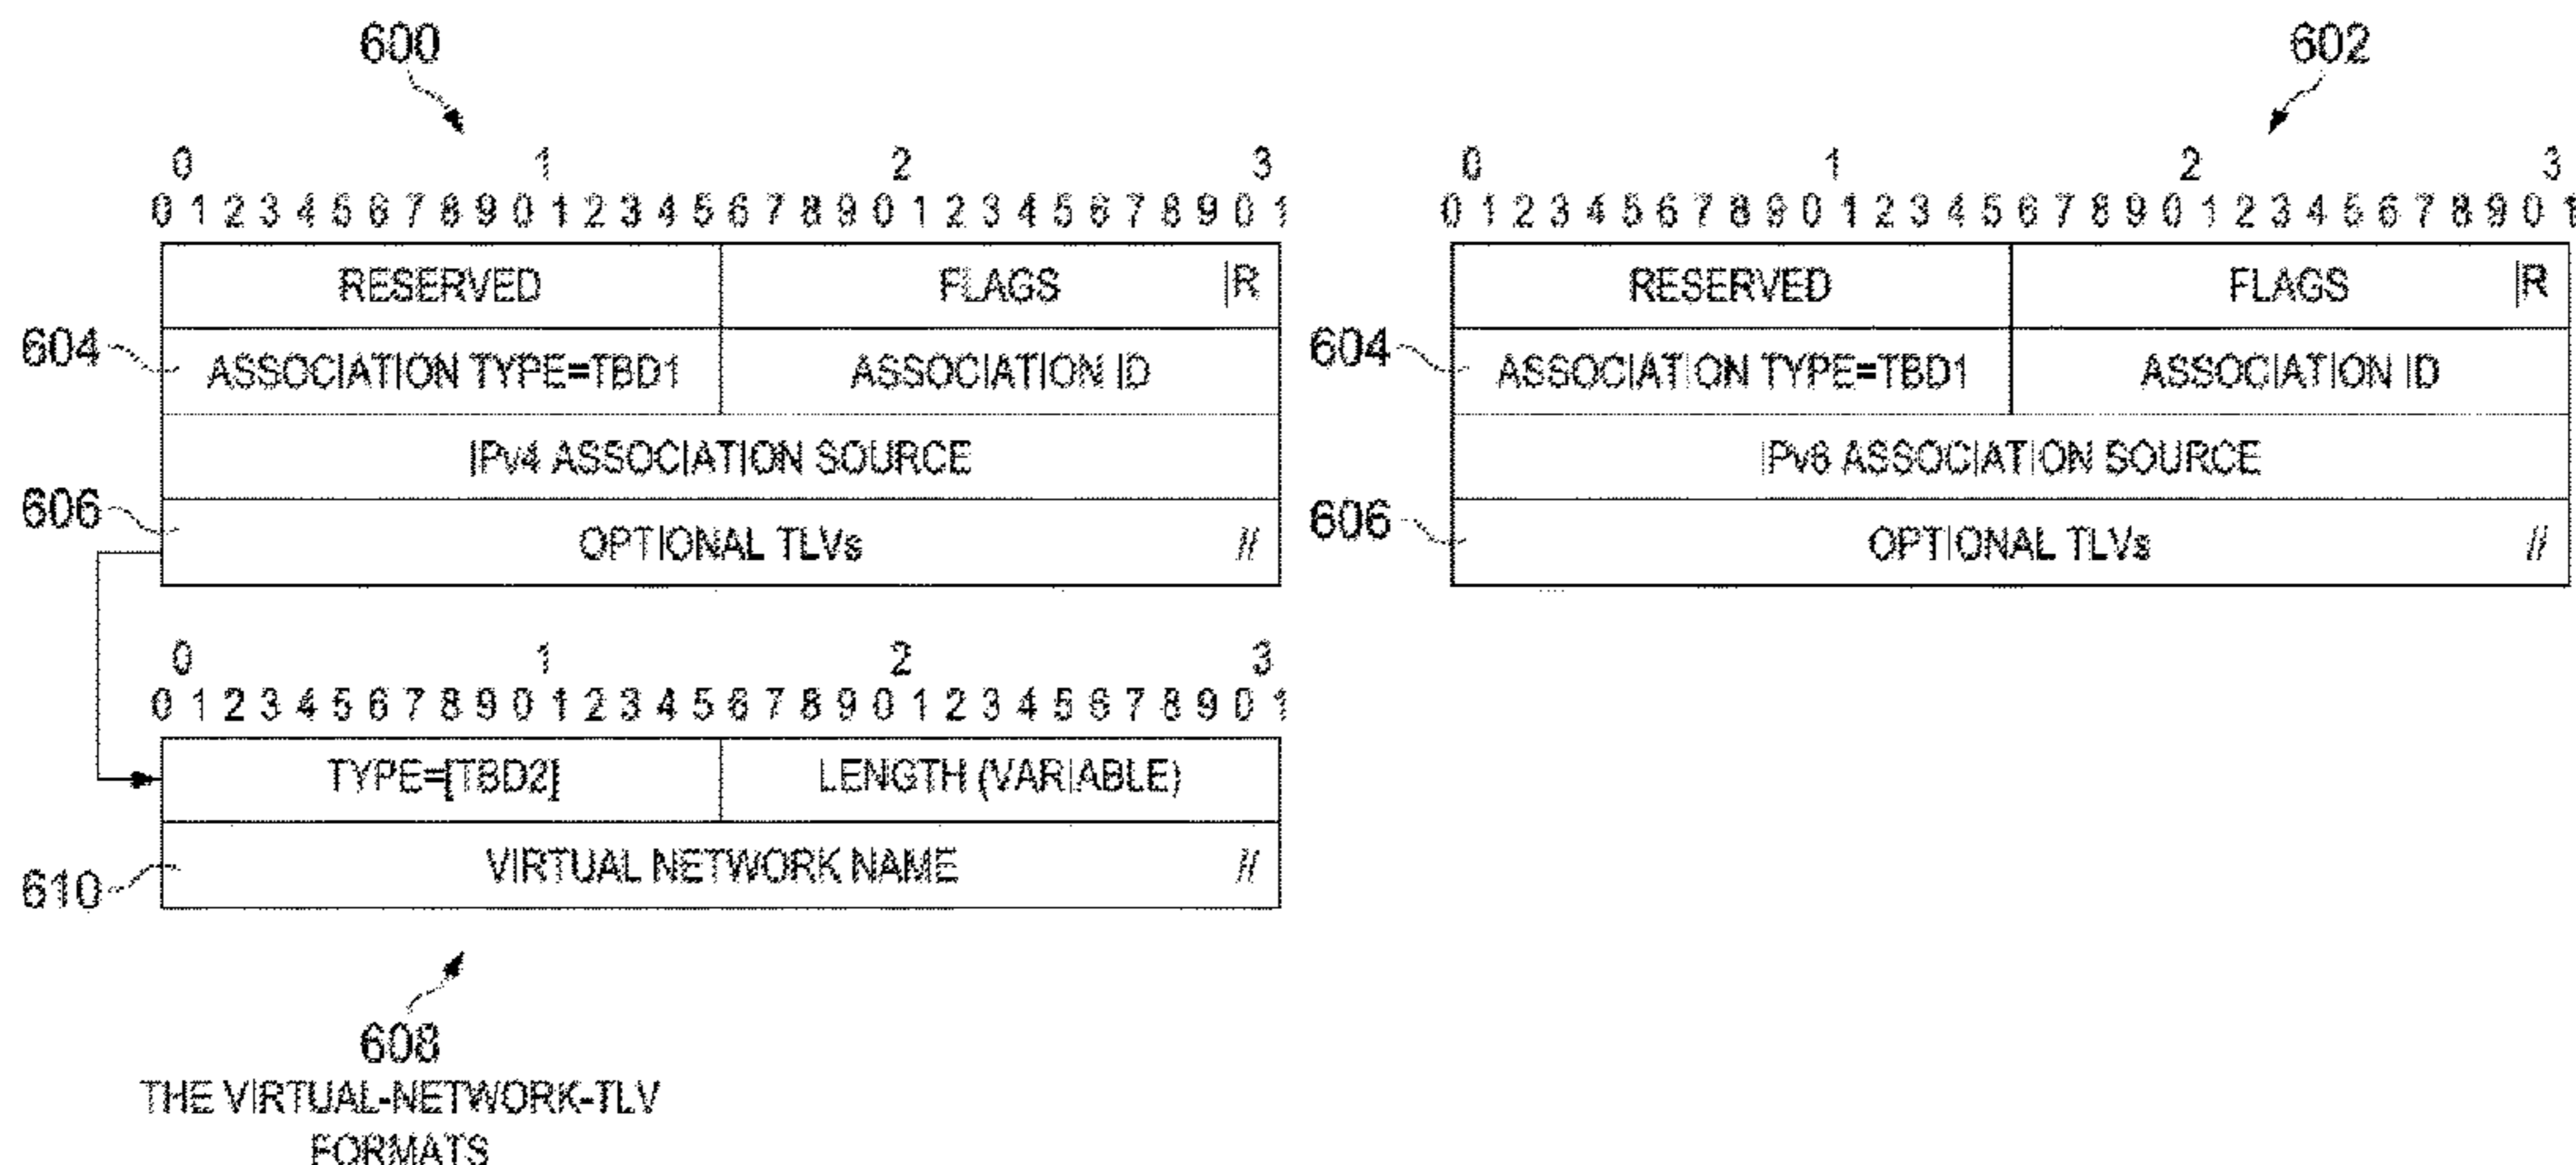 600
602
0 1 2 3
0 1 2 3 4 5 6 7 8 9 0 1 2 3 4 5 6 7 8 9 0 1 2 3 4 5 6 7 8 9 0 1
RESERVED FLAGS |R
604 ASSOCIATION TYPE=TBD1 ASSOCIATION ID
IPv4 ASSOCIATION SOURCE
606 OPTIONAL TLVs //
0 1 2 3
0 1 2 3 4 5 6 7 8 9 0 1 2 3 4 5 6 7 8 9 0 1 2 3 4 5 6 7 8 9 0 1
RESERVED FLAGS |R
604 ASSOCIATION TYPE=TBD1 ASSOCIATION ID
IPv6 ASSOCIATION SOURCE
606 OPTIONAL TLVs //
0 1 2 3
0 1 2 3 4 5 6 7 8 9 0 1 2 3 4 5 6 7 8 9 0 1 2 3 4 5 6 7 8 9 0 1
TYPE=[TBD2] LENGTH (VARIABLE)
610 VIRTUAL NETWORK NAME //
608
THE VIRTUAL-NETWORK-TLV
FORMATS